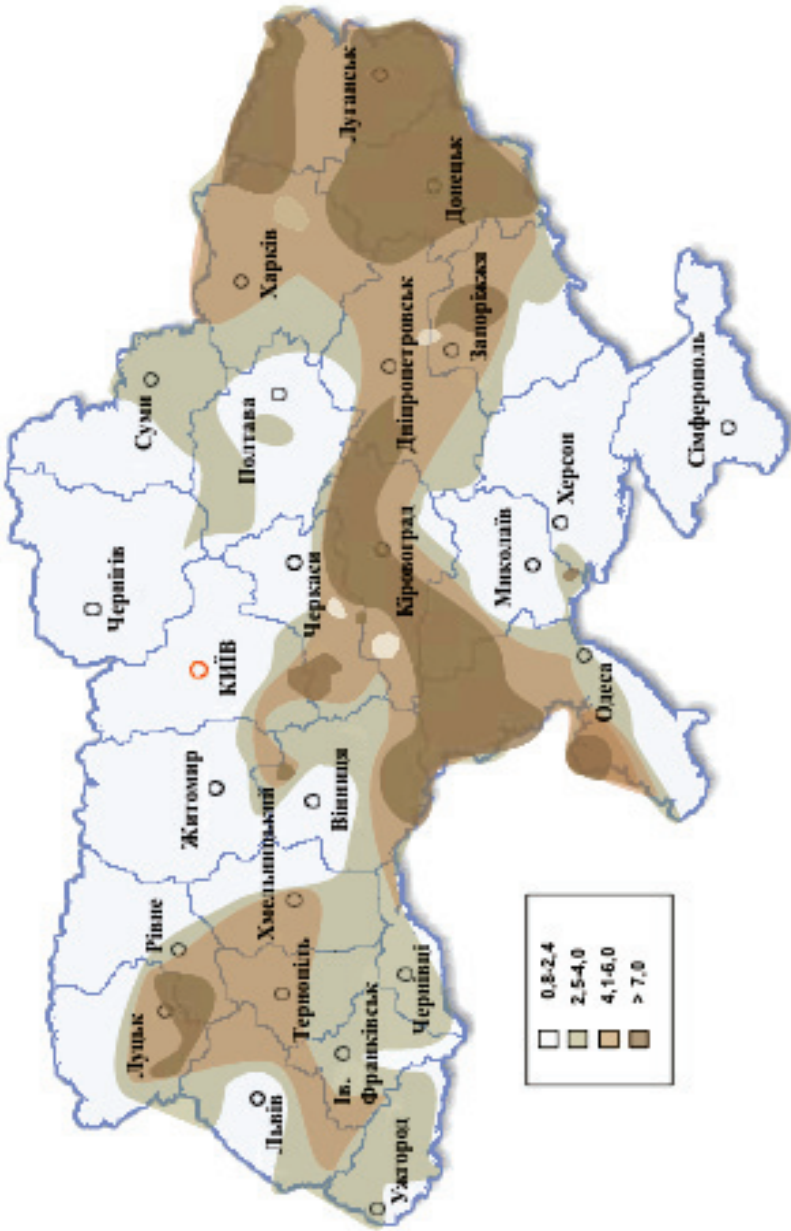 Чернігів
Суми
КИЇВ
Житомир
Рівне
Луцьк
Львів
Полтава
Харків
Черкаси
Хмельницький
Вінниця
Тернопіль
Ів.
Франківськ
Ужгород
Чернівці
Луганськ
Донецьк
Дніпропетровськ
Запоріжжя
Кіровоград
Миколаїв
Херсон
Одеса
Сімферополь
0,8-2,4
2,5-4,0
4,1-6,0
> 7,0